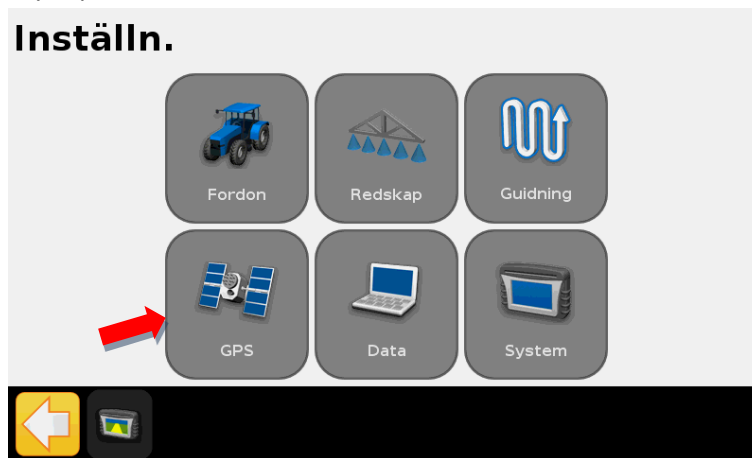 Inställn.
Fordon
Redskap
Guidning
GPS
Data
System